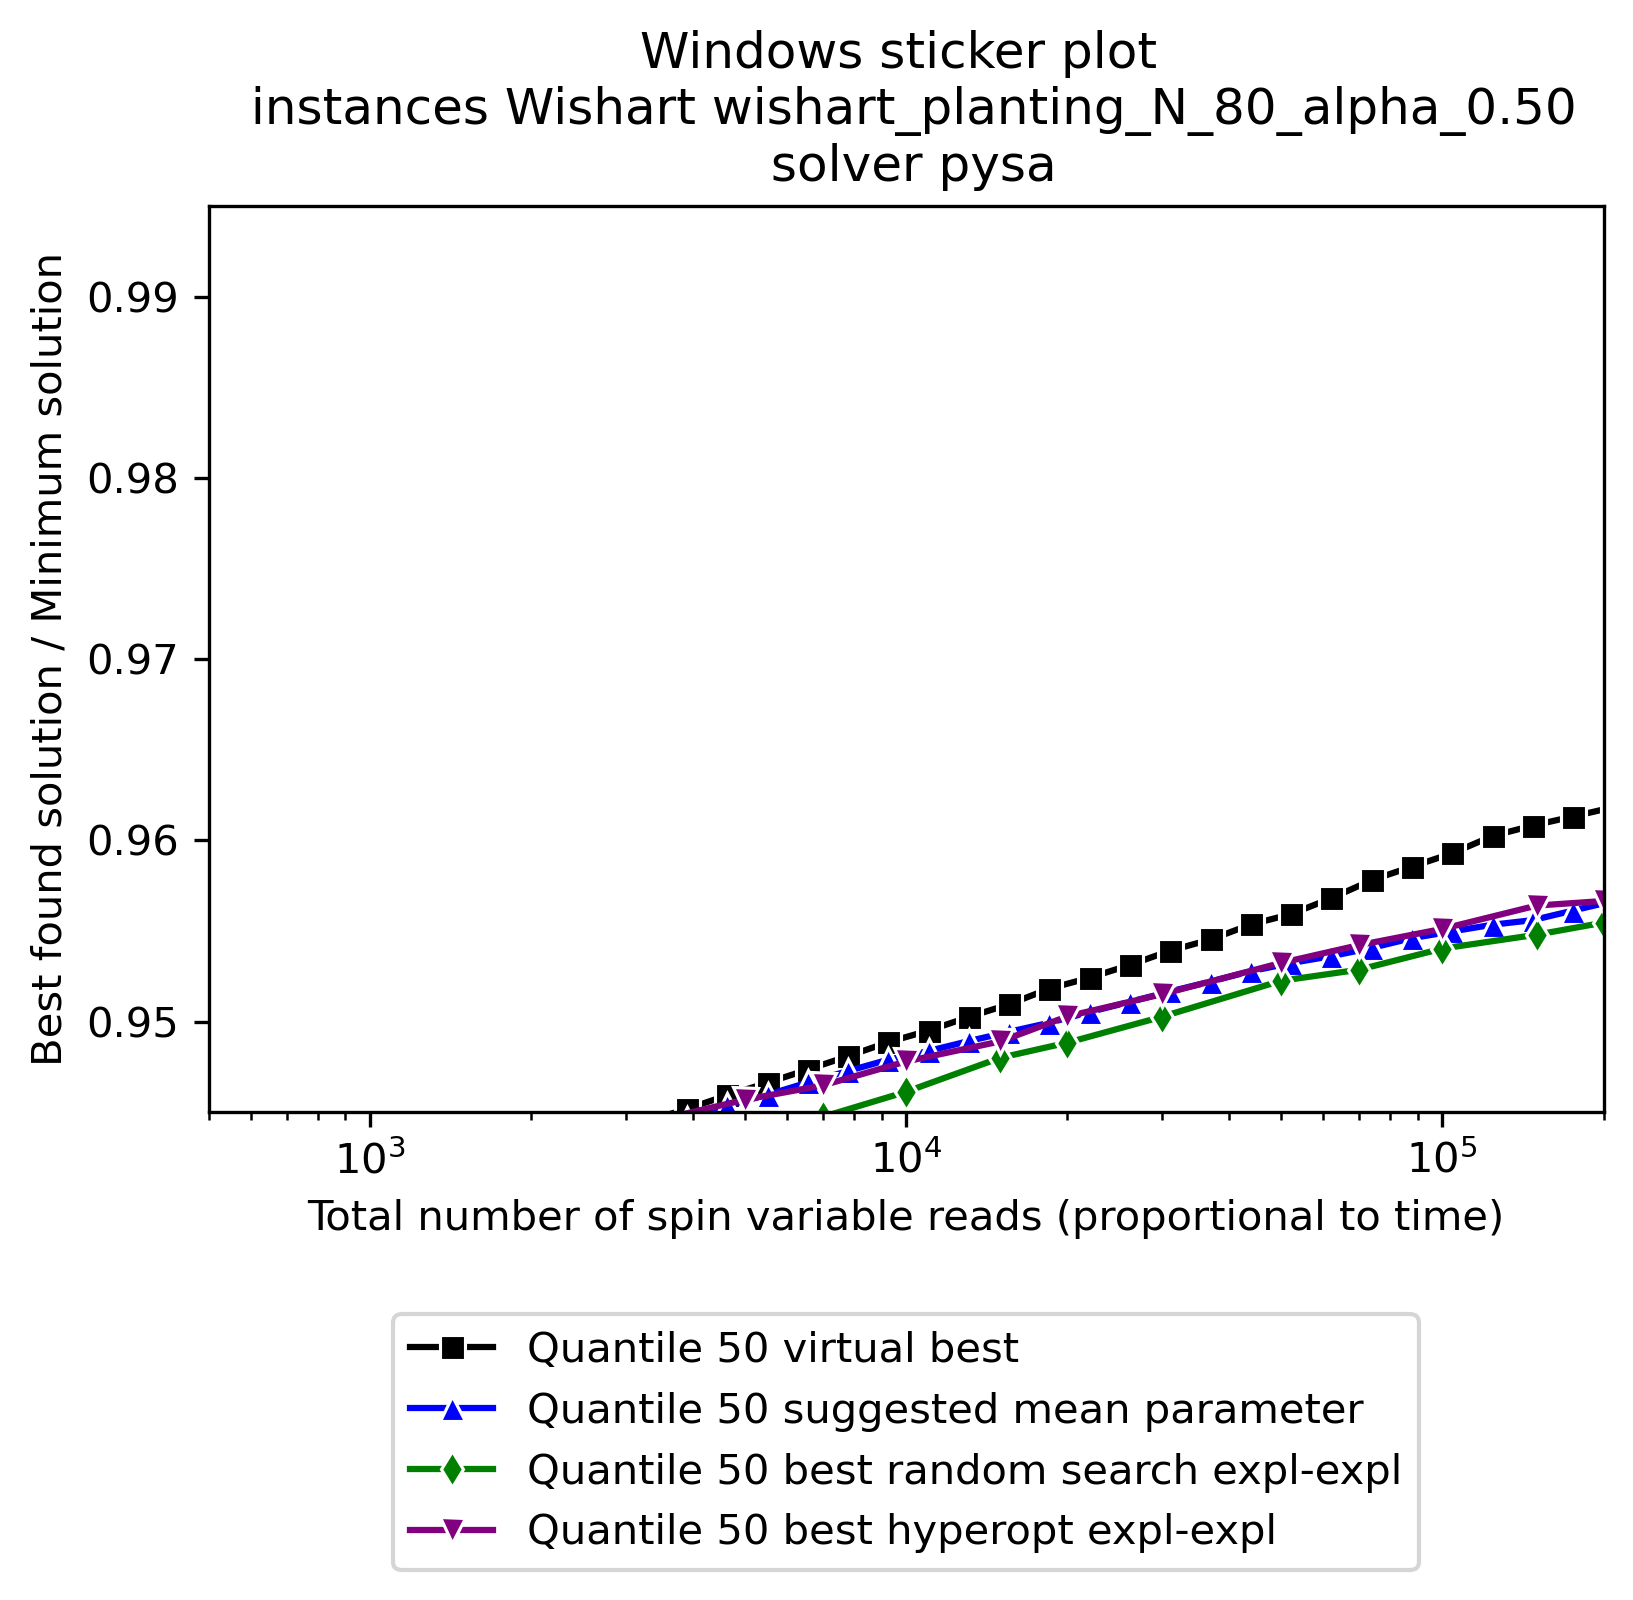 Windows sticker plot
instances Wishart wishart_planting_N_80_alpha_0.50
solver pysa
Best found solution / Minimum solution
0.99
0.98
0.97
0.96
0.95
10³
10⁴
10⁵
Total number of spin variable reads (proportional to time)
Quantile 50 virtual best
Quantile 50 suggested mean parameter
Quantile 50 best random search expl-expl
Quantile 50 best hyperopt expl-expl